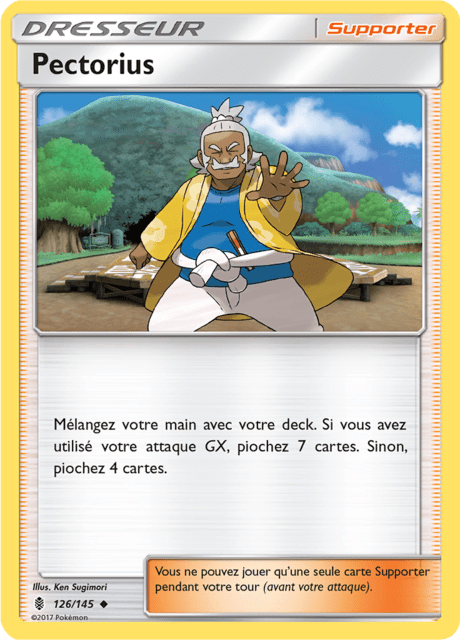 DRESSEUR Supporter
Pectorius
Mélangez votre main avec votre deck. Si vous avez
utilisé votre attaque GX, piochez 7 cartes. Sinon,
piochez 4 cartes.
Vous ne pouvez jouer qu'une seule carte Supporter
pendant votre tour (avant votre attaque).
Illus. Ken Sugimori
126/145
©2017 Pokémon